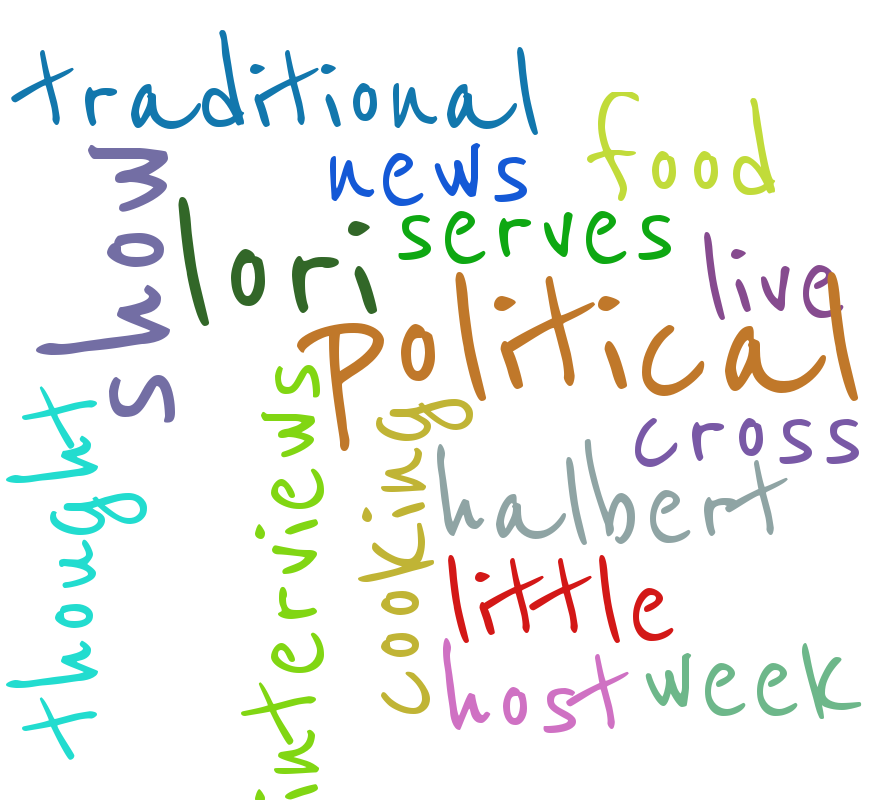 traditional
food
news
show
serves
lori
live
political
interviews
thought
cooking
cross
halbert
little
host
week